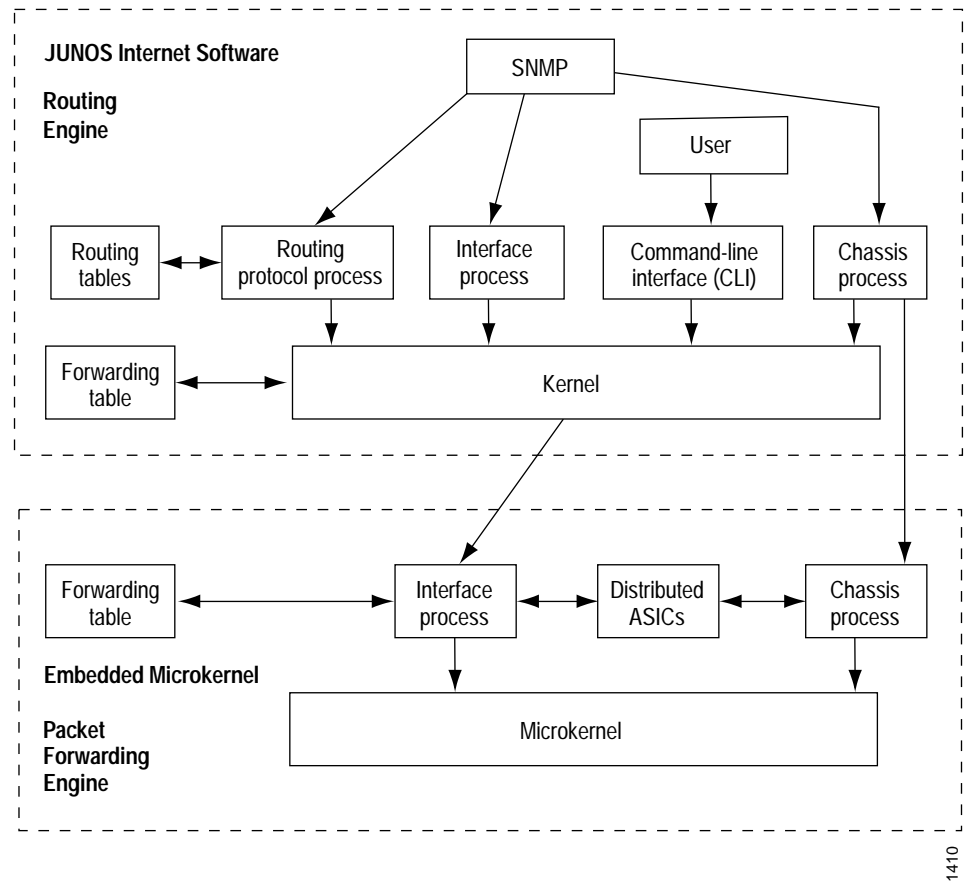 JUNOS Internet Software
Routing
Engine
SNMP
User
Routing
tables
Routing
protocol process
Interface
process
Command-line
interface (CLI)
Chassis
process
Forwarding
table
Kernel
Forwarding
table
Interface
process
Distributed
ASICs
Chassis
process
Embedded Microkernel
Packet
Forwarding
Engine
Microkernel
1410